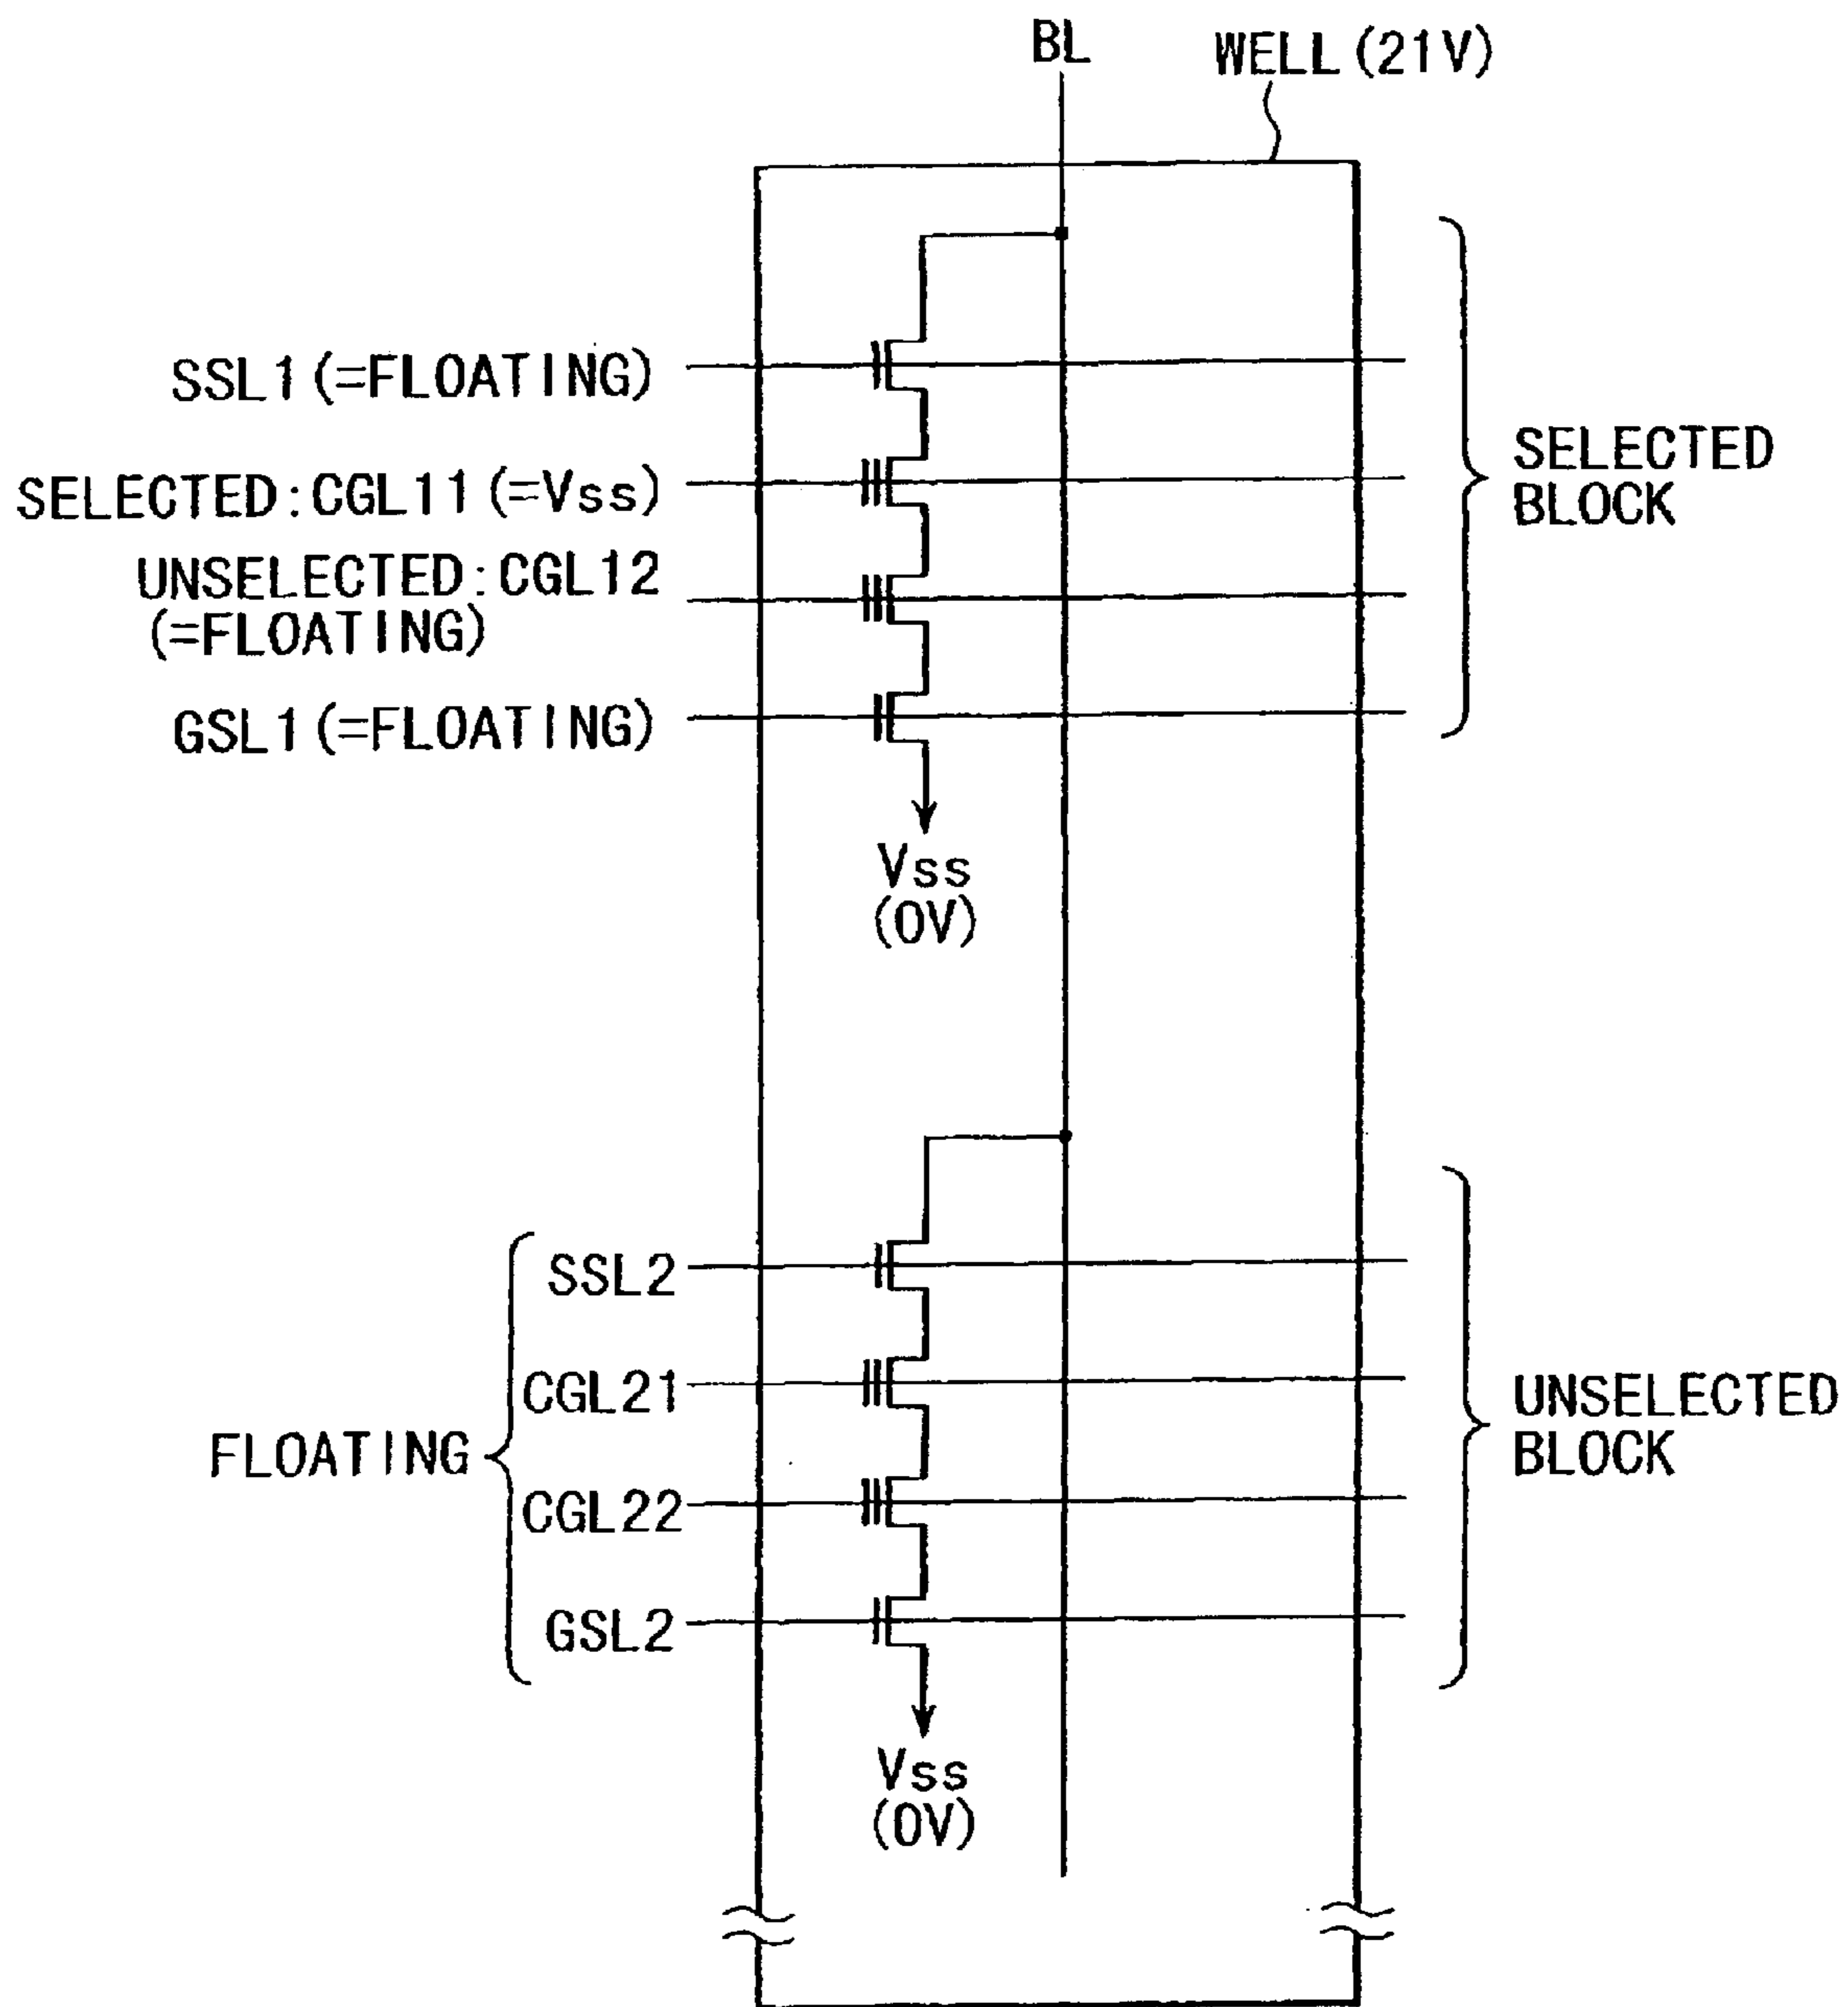 BL
WELL (21V)
SSL1 (=FLOATING)
SELECTED:CGL11 (=Vss)
UNSELECTED:CGL12
(=FLOATING)
GSL1 (=FLOATING)
SELECTED
BLOCK
Vss
(0V)
SSL2
CGL21
FLOATING
CGL22
GSL2
UNSELECTED
BLOCK
Vss
(0V)